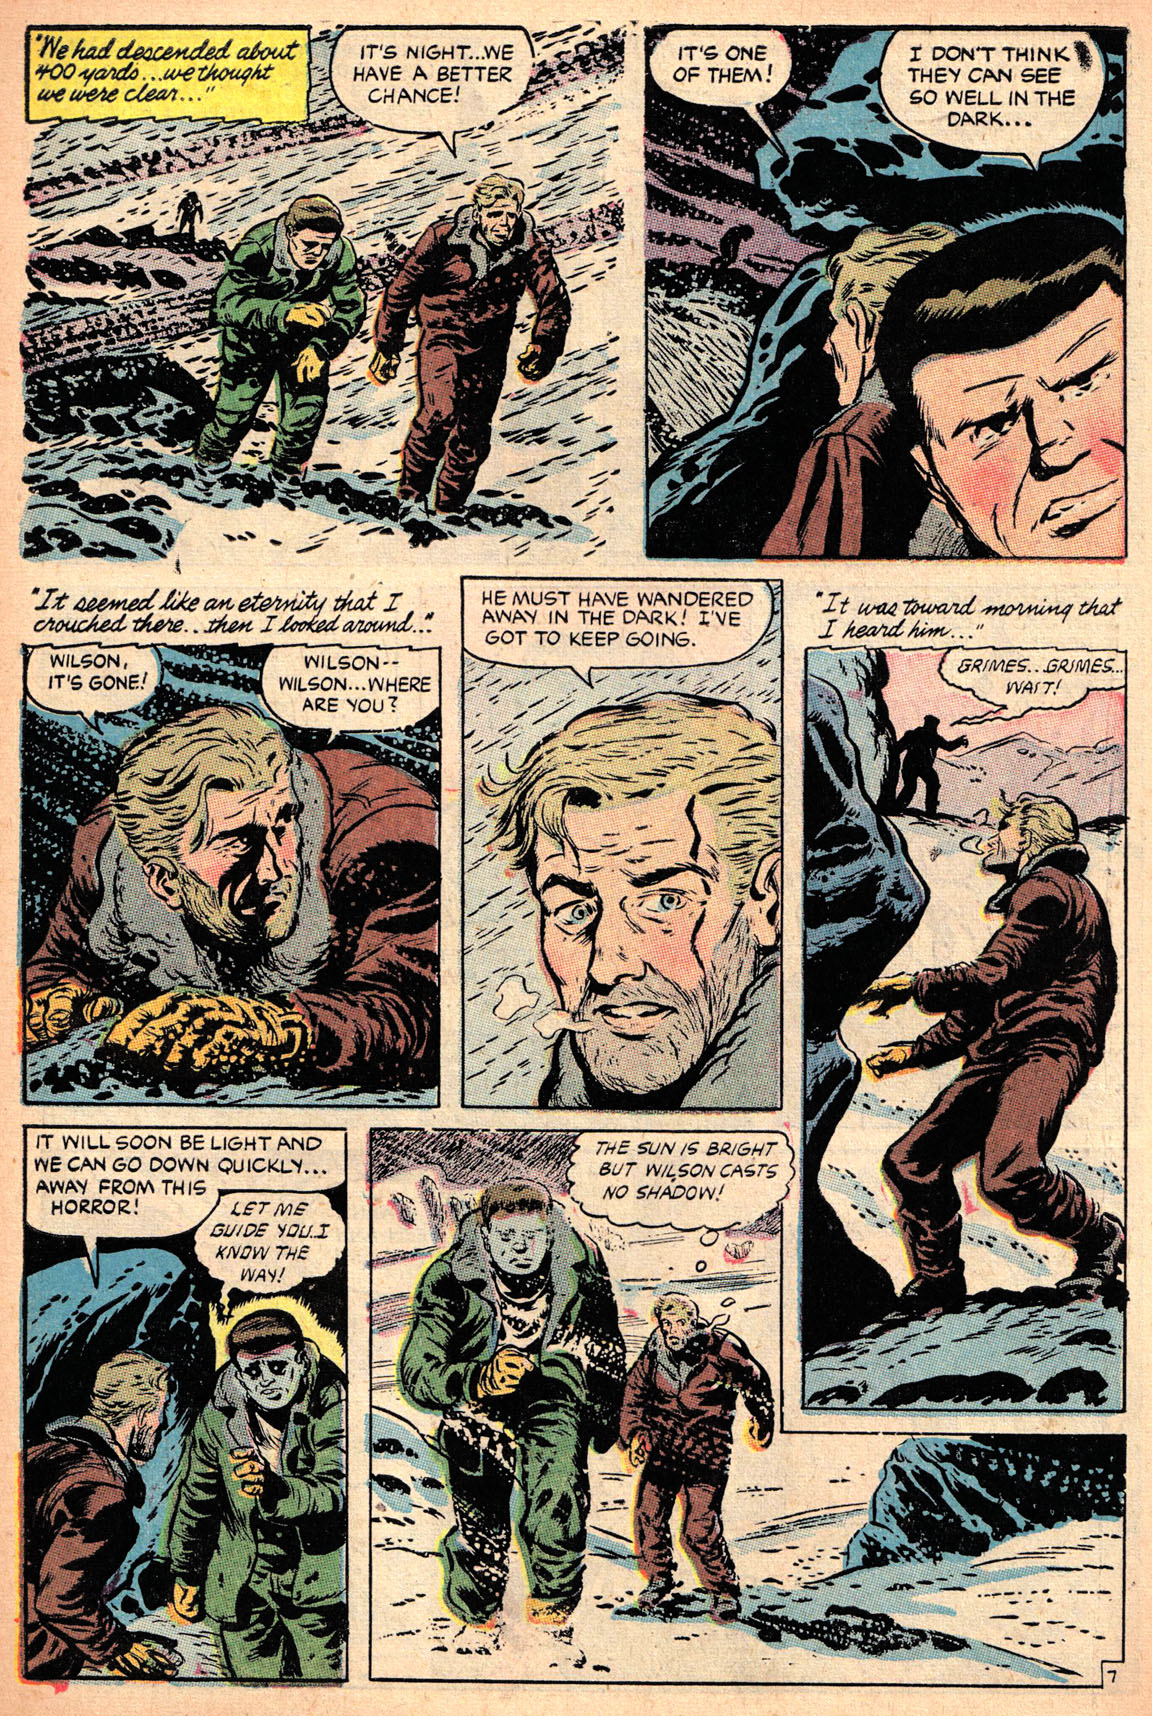 "We had descended about
400 yards...we thought
we were clear..."
IT'S NIGHT...WE
HAVE A BETTER
CHANCE!
IT'S ONE
OF THEM!
I DON'T THINK
THEY CAN SEE
SO WELL IN THE
DARK...
"It seemed like an eternity that I
crouched there...then I looked around..."
WILSON,
IT'S GONE!
WILSON--
WILSON...WHERE
ARE YOU?
HE MUST HAVE WANDERED
AWAY IN THE DARK! I'VE
GOT TO KEEP GOING.
"It was toward morning that
I heard him..."
GRIMES...GRIMES...
WAIT!
IT WILL SOON BE LIGHT AND
WE CAN GO DOWN QUICKLY...
AWAY FROM THIS
HORROR!
LET ME
GUIDE YOU. I
KNOW THE
WAY!
THE SUN IS BRIGHT
BUT WILSON CASTS
NO SHADOW!
7